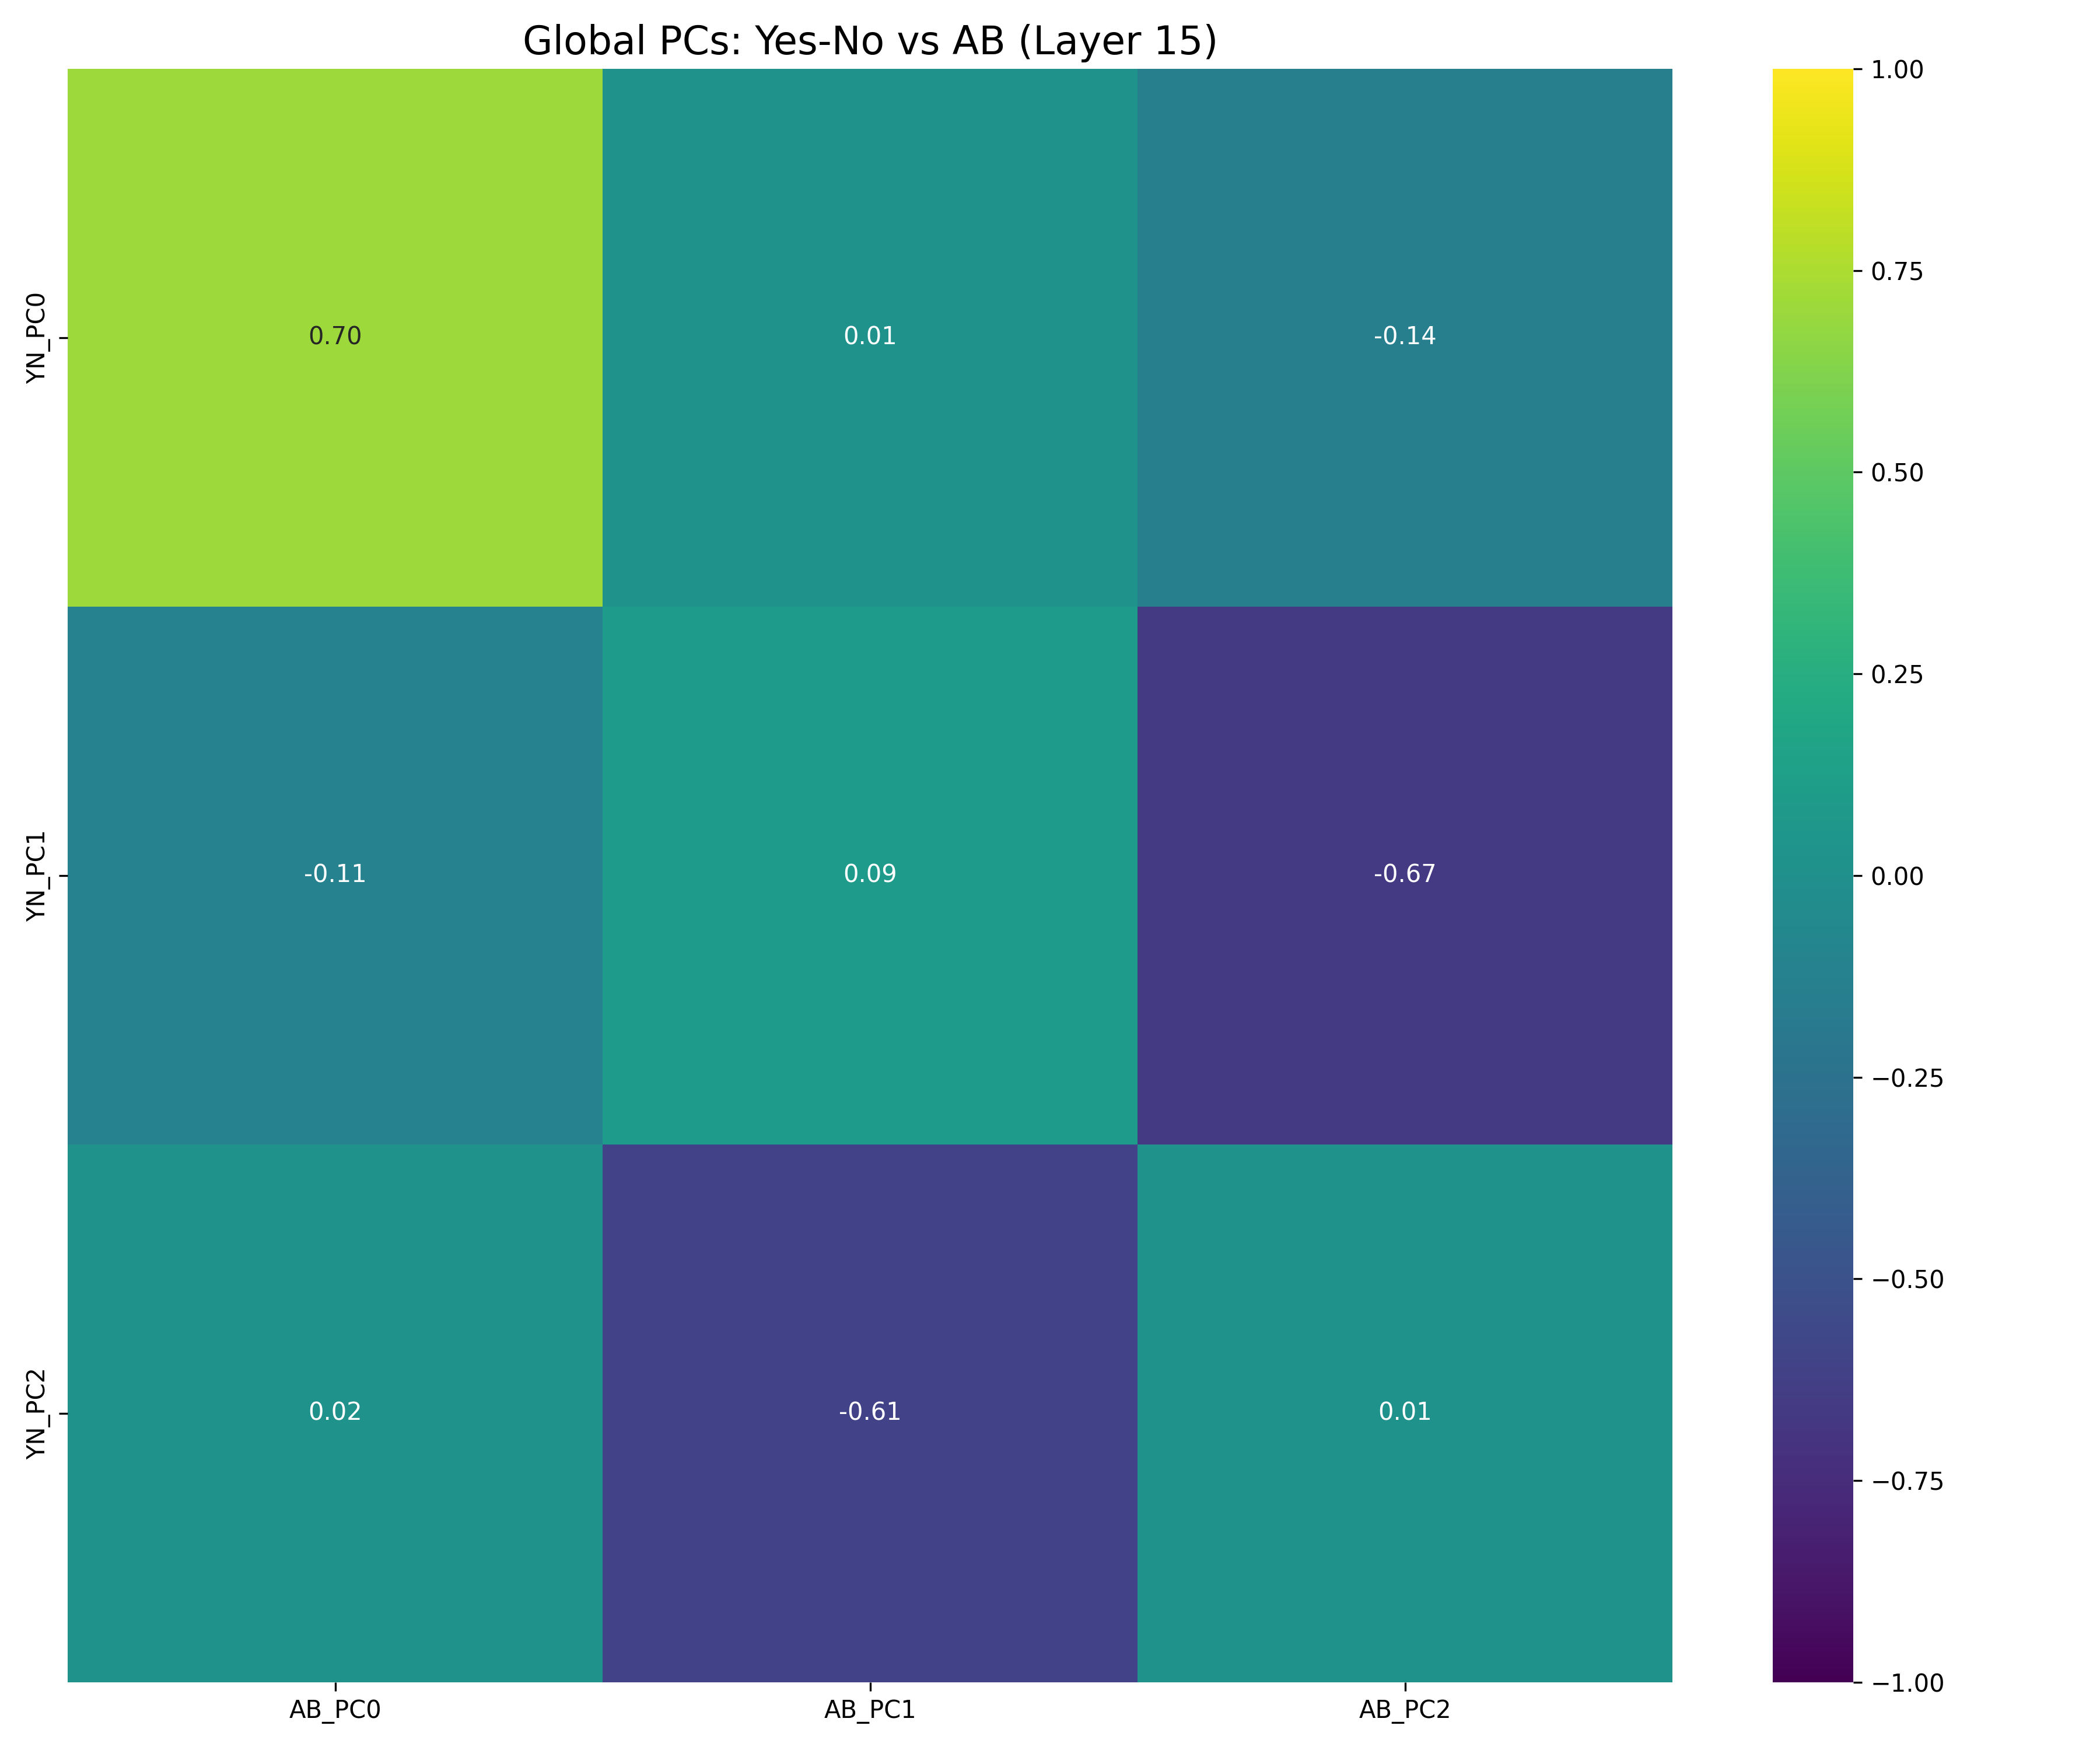 Global PCs: Yes-No vs AB (Layer 15)
YN_PC0
0.70
0.01
-0.14
YN_PC1
-0.11
0.09
-0.67
YN_PC2
0.02
-0.61
0.01
AB_PC0
AB_PC1
AB_PC2
1.00
0.75
0.50
0.25
0.00
−0.25
−0.50
−0.75
−1.00